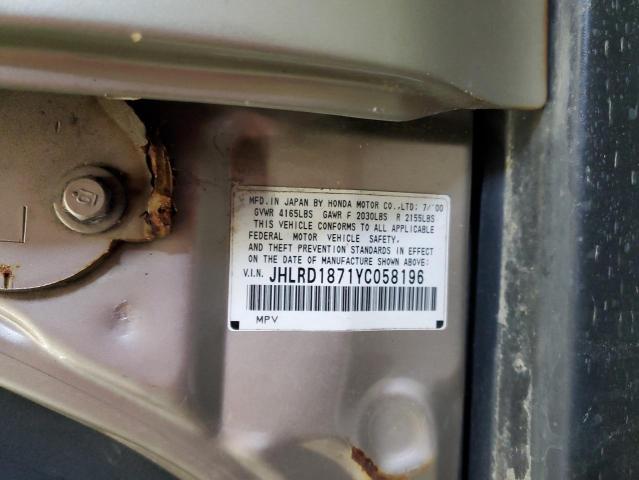 MFD.IN JAPAN BY HONDA MOTOR CO.,LTD: 7/'00
GVWR 4165LBS GAWR F 2030LBS R 2155LBS
THIS VEHICLE CONFORMS TO ALL APPLICABLE
FEDERAL MOTOR VEHICLE SAFETY,
AND THEFT PREVENTION STANDARDS IN EFFECT
ON THE DATE OF MANUFACTURE SHOWN ABOVE:
V.I.N. JHLRD1871YC058196
MPV